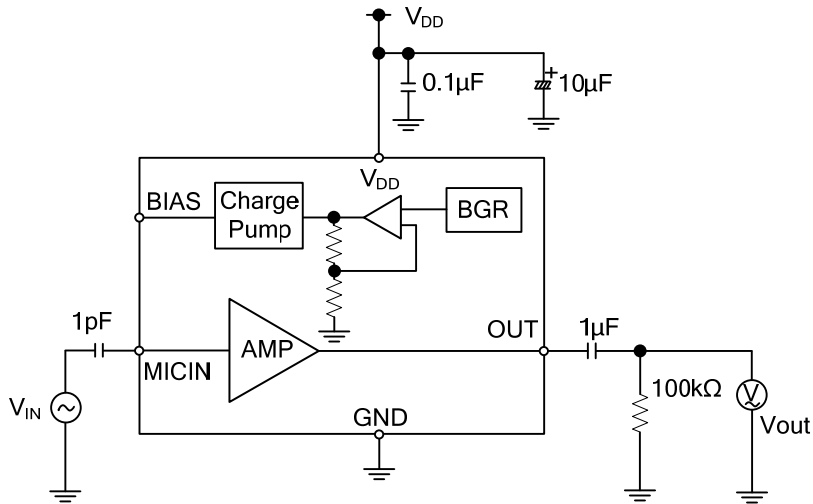 VDD
0.1µF
10µF
VDD
BIAS
Charge
Pump
BGR
1pF
MICIN
AMP
OUT
1µF
VIN
GND
100kΩ
V
Vout